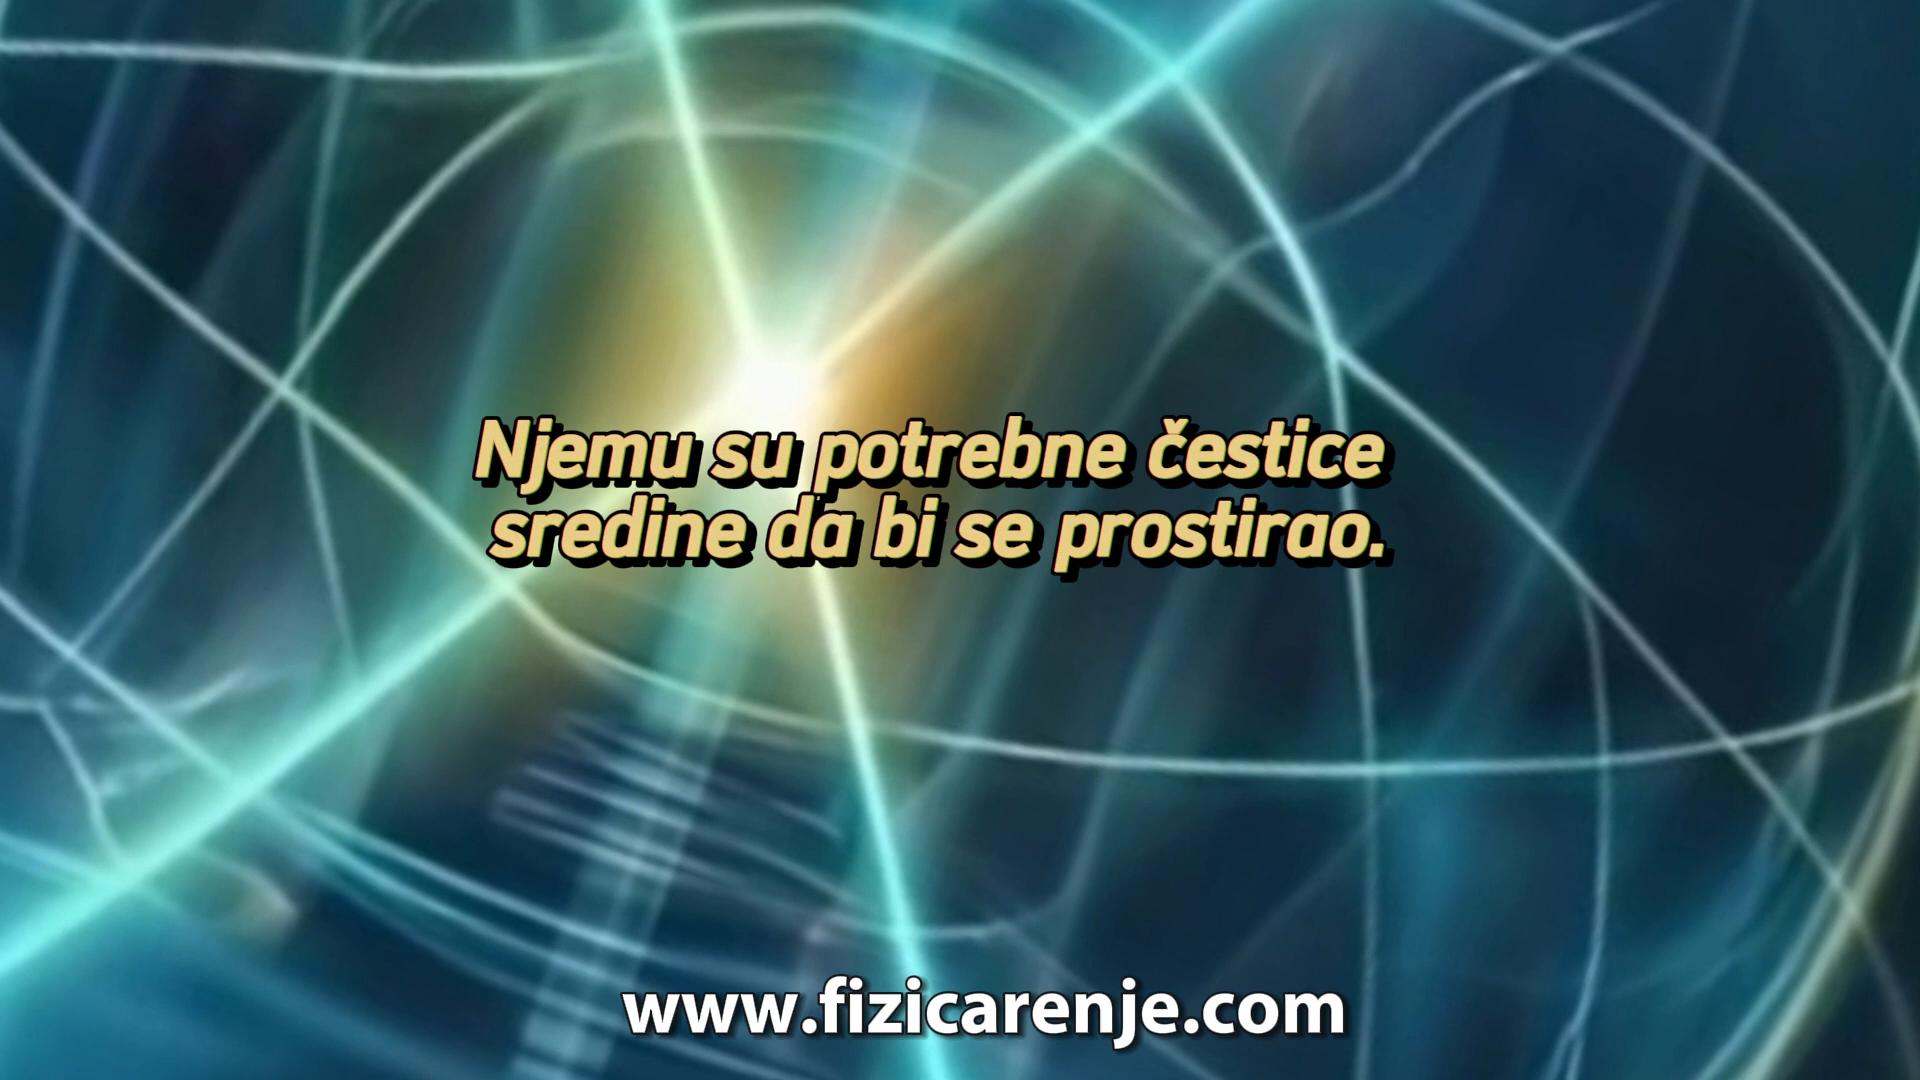 Njemu su potrebne čestice
sredine da bi se prostirao.
www.fizicarenje.com